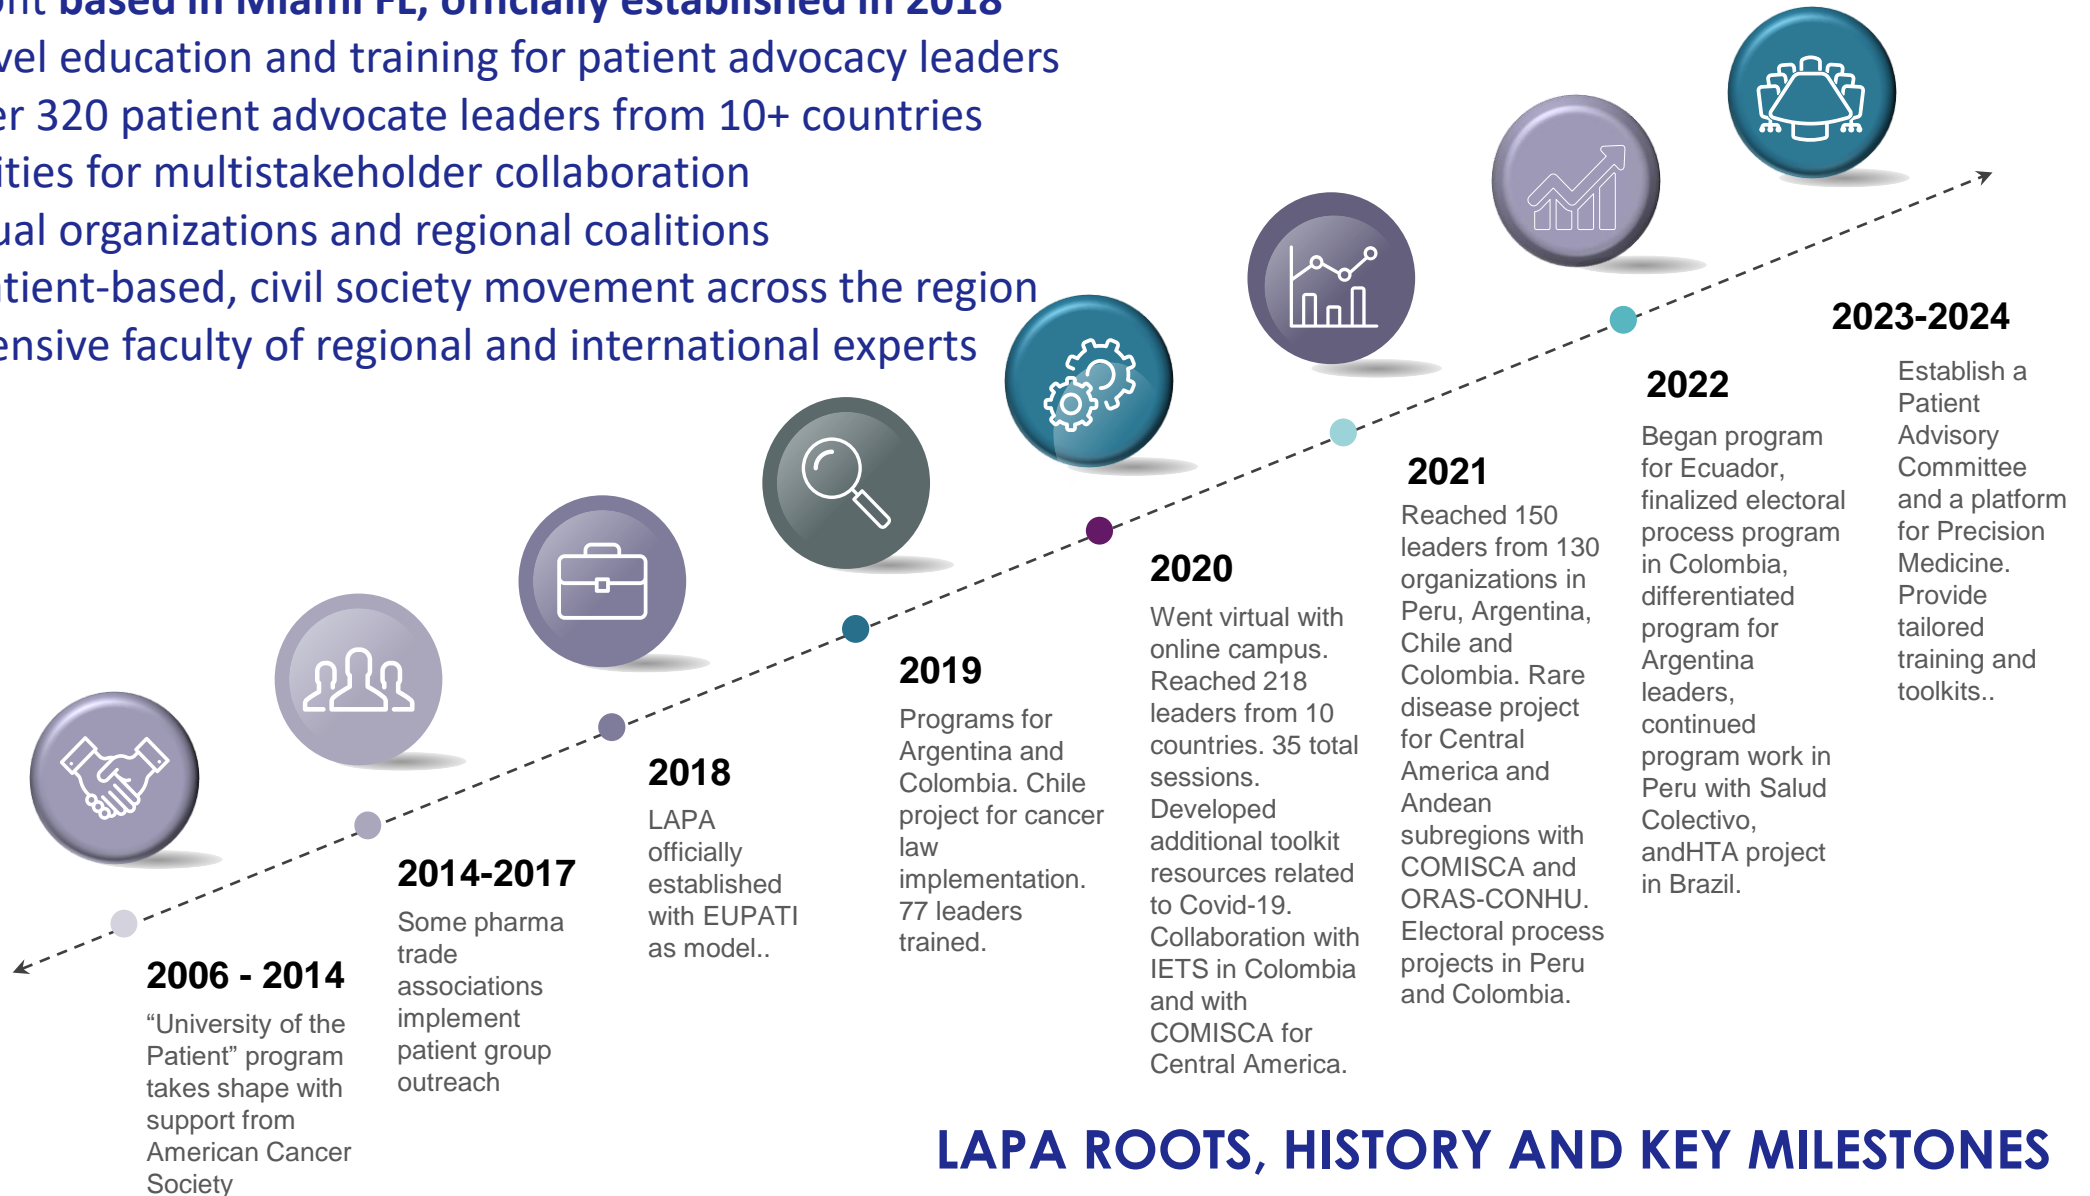 based in Miami FL, officially established in 2018
education and training for patient advocacy leaders
320 patient advocate leaders from 10+ countries
for multistakeholder collaboration
organizations and regional coalitions
civil society movement across the region
faculty of regional and international experts
2006 - 2014
“University of the
Patient” program
takes shape with
support from
American Cancer
Society
2014-2017
Some pharma
trade
associations
implement
patient group
outreach
2018
LAPA
officially
established
with EUPATI
as model..
2019
Programs for
Argentina and
Colombia. Chile
project for cancer
law
implementation.
77 leaders
trained.
2020
Went virtual with
online campus.
Reached 218
leaders from 10
countries. 35 total
sessions.
Developed
additional toolkit
resources related
to Covid-19.
Collaboration with
IETS in Colombia
and with
COMISCA for
Central America.
2021
Reached 150
leaders from 130
organizations in
Peru, Argentina,
Chile and
Colombia. Rare
disease project
for Central
America and
Andean
subregions with
COMISCA and
ORAS-CONHU.
Electoral process
projects in Peru
and Colombia.
2022
Began program
for Ecuador,
finalized electoral
process program
in Colombia,
differentiated
program for
Argentina
leaders,
continued
program work in
Peru with Salud
Colectivo,
andHTA project
in Brazil.
2023-2024
Establish a
Patient
Advisory
Committee
and a platform
for Precision
Medicine.
Provide
tailored
training and
toolkits..
LAPA ROOTS, HISTORY AND KEY MILESTONES